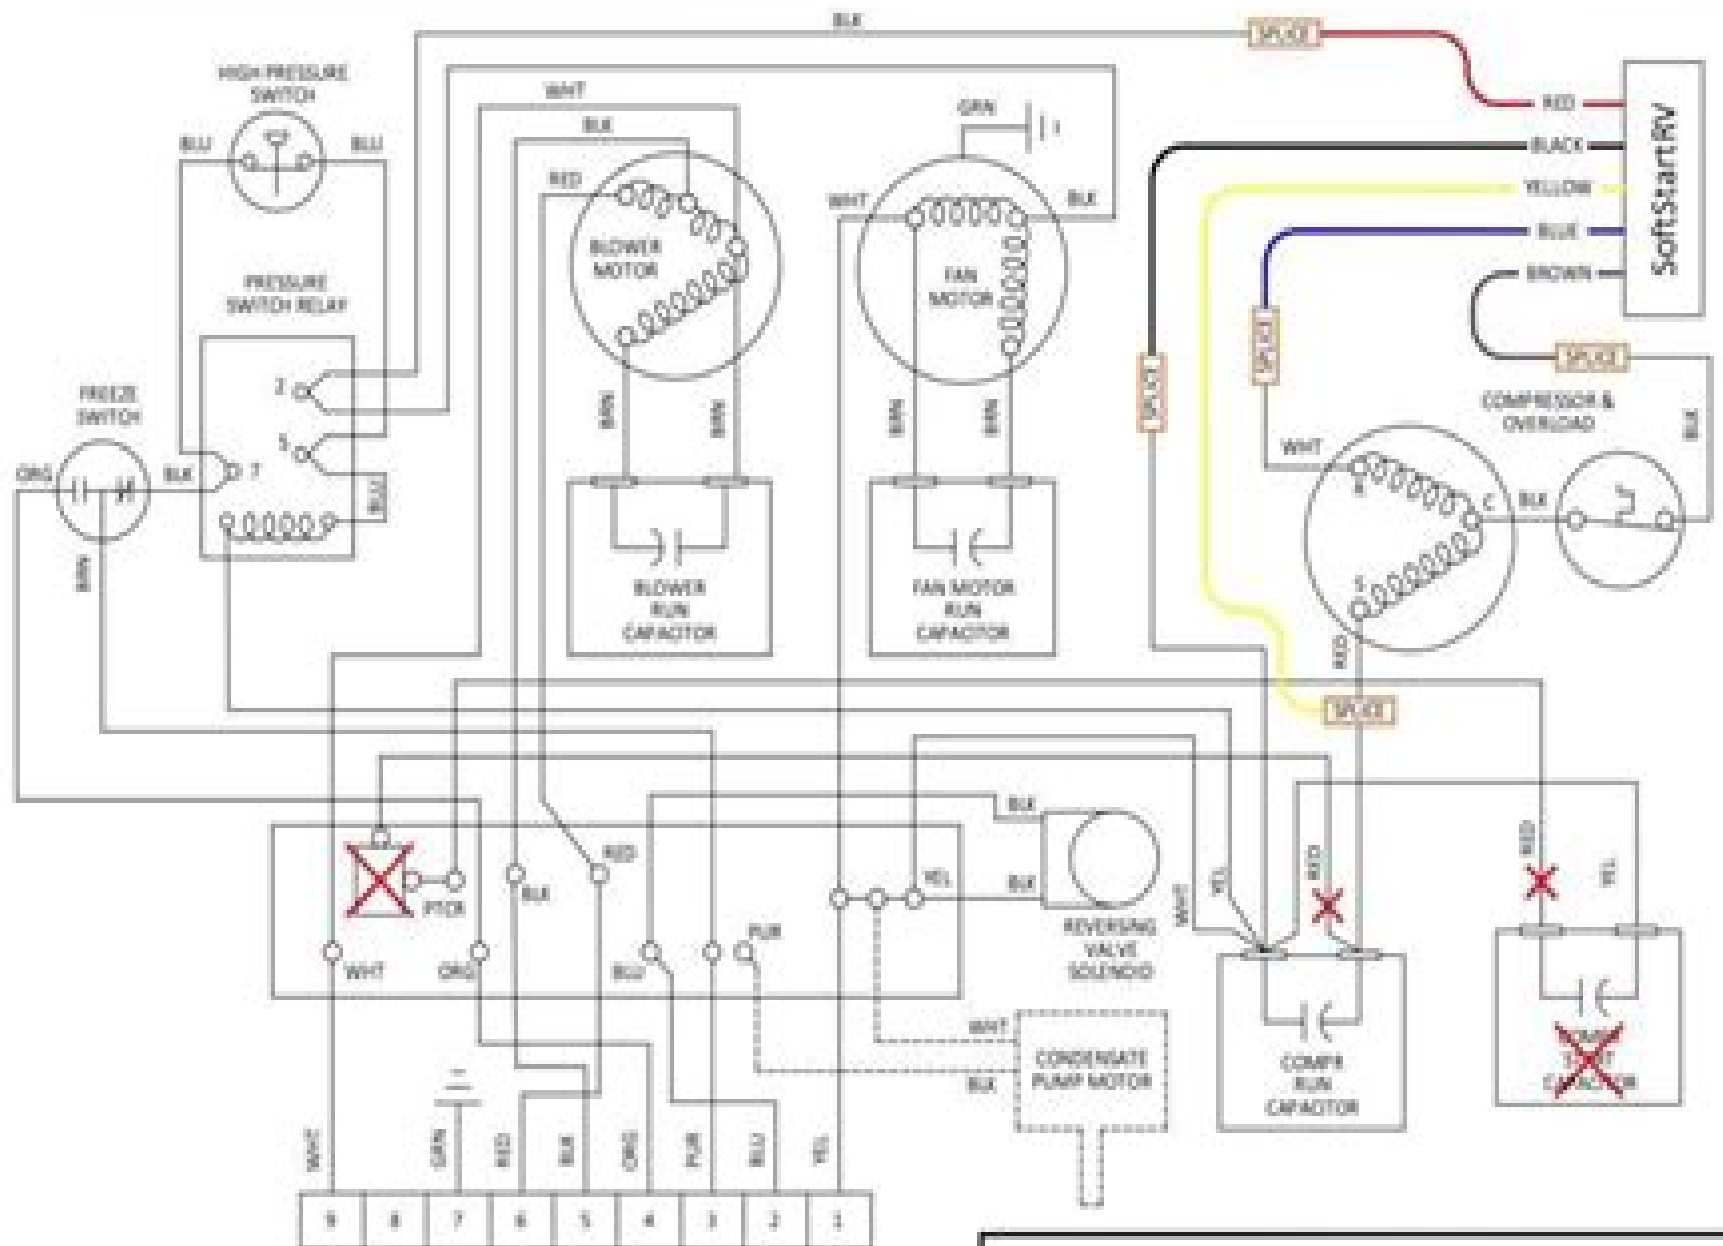 BLK
SPLICE
HIGH PRESSURE
SWITCH
WHT
GRN
RED
BLK
BLU
BLU
BLACK
RED
YELLOW
WHT
BLK
SoftStartRV
BLOWER
MOTOR
FAN
MOTOR
BLUE
BROWN
PRESSURE
SWITCH RELAY
SPLICE
SPLICE
SPLICE
2
FREEZE
SWITCH
BRN
BRN
BRN
BRN
COMPRESSOR &
OVERLOAD
BLK
WHT
ORG
BLK
7
BLU
C
BLK
BRN
BLOWER
RUN
CAPACITOR
FAN MOTOR
RUN
CAPACITOR
S
RED
SPLICE
BLK
RED
BLK
YEL
BLK
PTCR
RED
RED
YEL
WHT
YEL
REVERSING
VALVE
SOLENOID
PUR
WHT
ORG
BLU
WHT
CONDENSATE
PUMP MOTOR
BLK
COMPR
RUN
CAPACITOR
WHT
GRN
RED
BLK
ORG
PUR
BLU
YEL
9
8
7
6
5
4
3
2
1